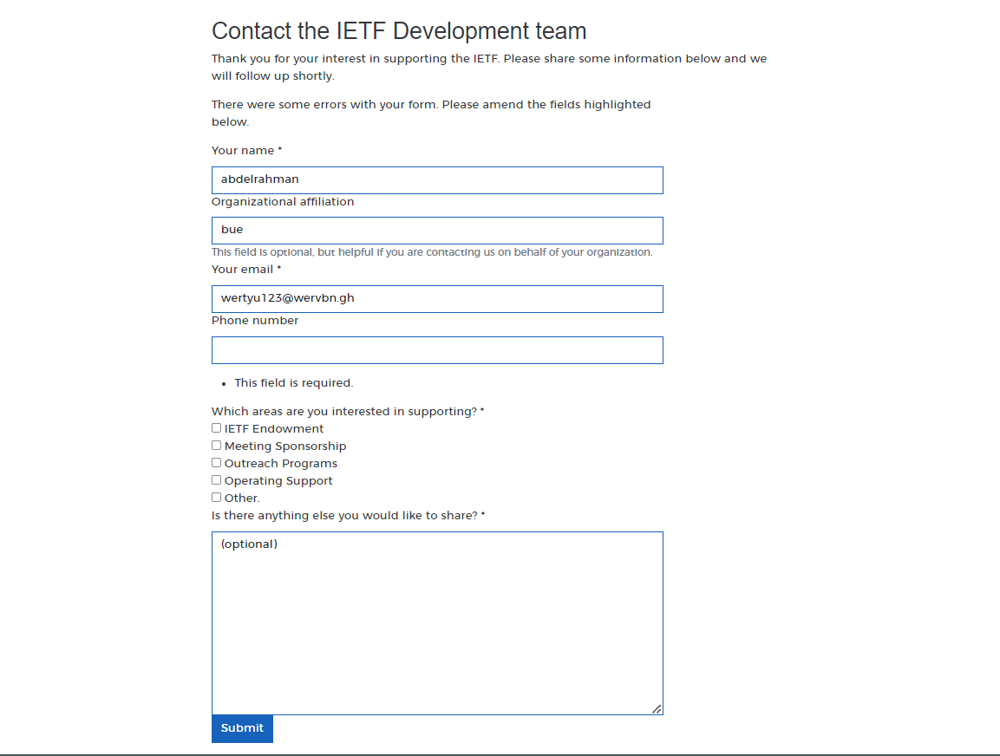 Contact the IETF Development team
Thank you for your interest in supporting the IETF. Please share some information below and we
will follow up shortly.
There were some errors with your form. Please amend the fields highlighted
below.
Your name *
abdelrahman
Organizational affiliation
bue
This field is optional, but helpful if you are contacting us on behalf of your organization.
Your email *
wertyu123@wervbn.gh
Phone number
• This field is required.
Which areas are you interested in supporting? *
IETF Endowment
Meeting Sponsorship
Outreach Programs
Operating Support
Other.
Is there anything else you would like to share? *
(optional)
Submit